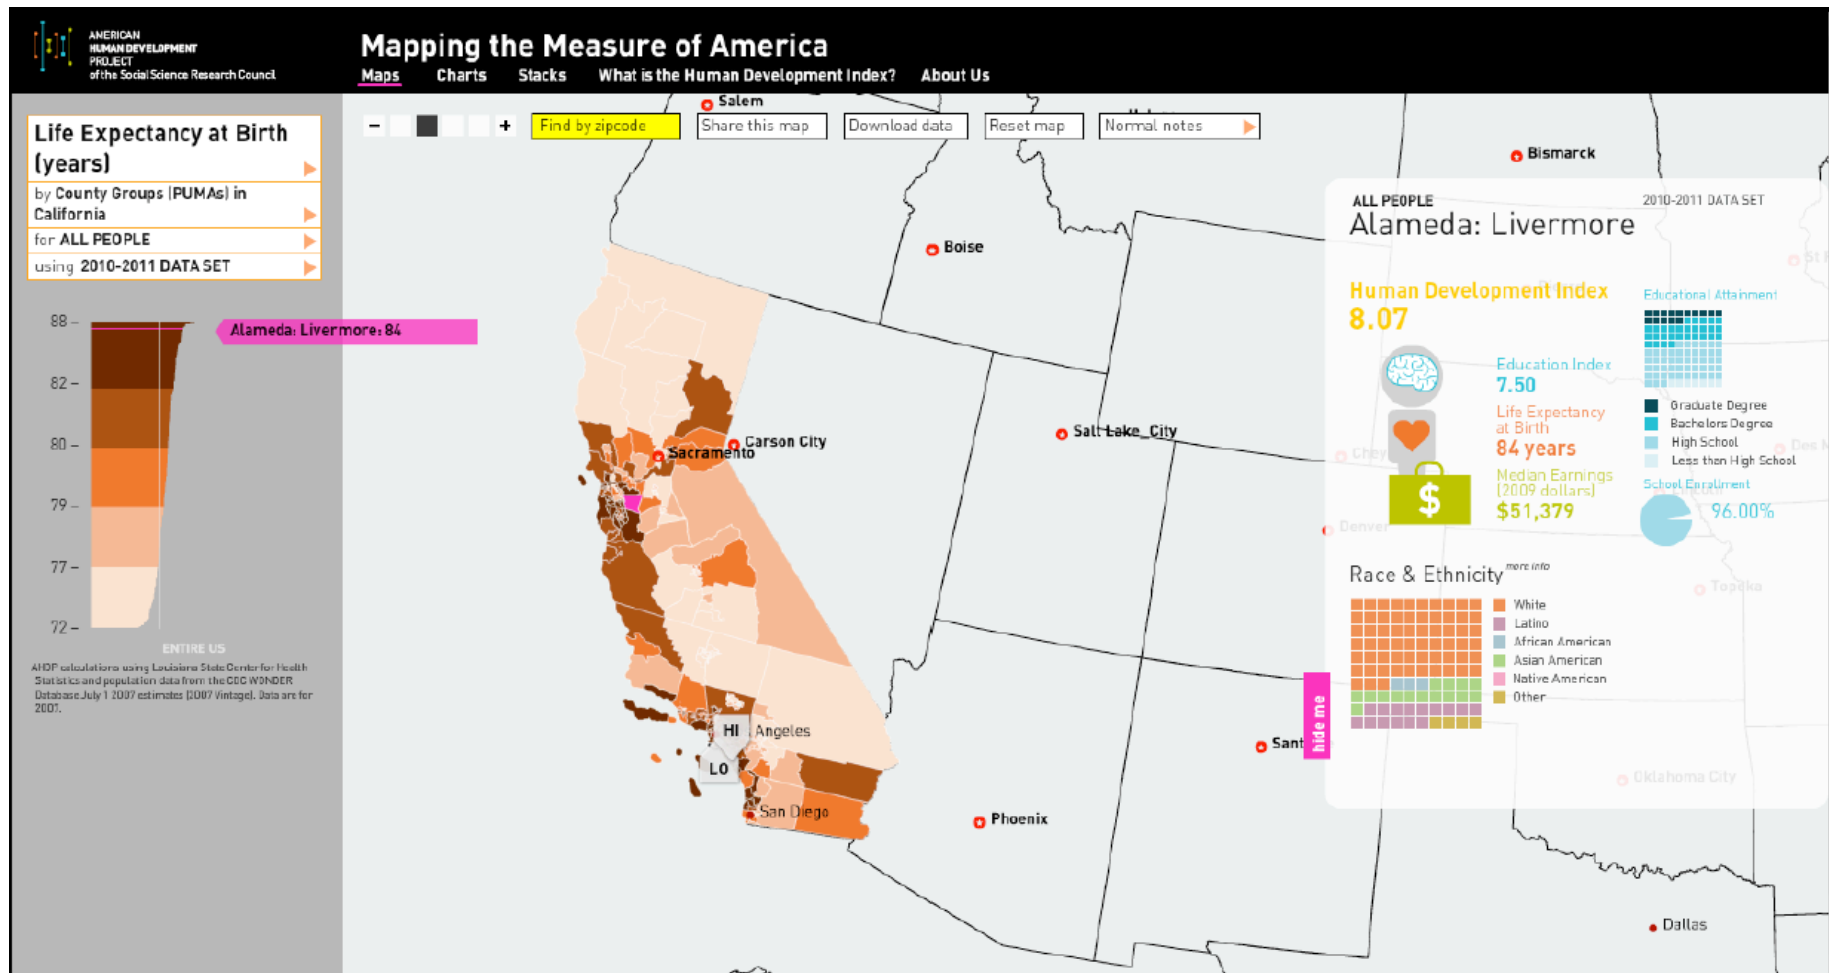 AMERICAN
HUMAN DEVELOPMENT
PROJECT
of the Social Science Research Council
Mapping the Measure of America
Maps Charts Stacks What is the Human Development Index? About Us
Life Expectancy at Birth
(years)
by County Groups (PUMAs) in
California
for ALL PEOPLE
using 2010-2011 DATA SET
88
82
80
79
77
72
Alameda: Livermore: 84
ENTIRE US
AHDP calculations using Louisiana State Center for Health
Statistics and population data from the CDC WONDER
Database July 1 2007 estimates (2007 Vintage). Data are for
2007.
- + Find by zipcode Share this map Download data Reset map Normal notes
Salem
Bismarck
Boise
Carson City
Sacramento
Salt Lake_City
HI Angeles
LO
San Diego
Phoenix
Sant
Denver
Topeka
Oklahoma City
Dallas
hide me
ALL PEOPLE 2010-2011 DATA SET
Alameda: Livermore
Human Development Index
8.07
Education Index
7.50
Life Expectancy
at Birth
84 years
Median Earnings
(2009 dollars)
$51,379
$
Educational Attainment
Graduate Degree
Bachelors Degree
High School
Less than High School
School Enrollment
96.00%
Race & Ethnicity more info
White
Latino
African American
Asian American
Native American
Other